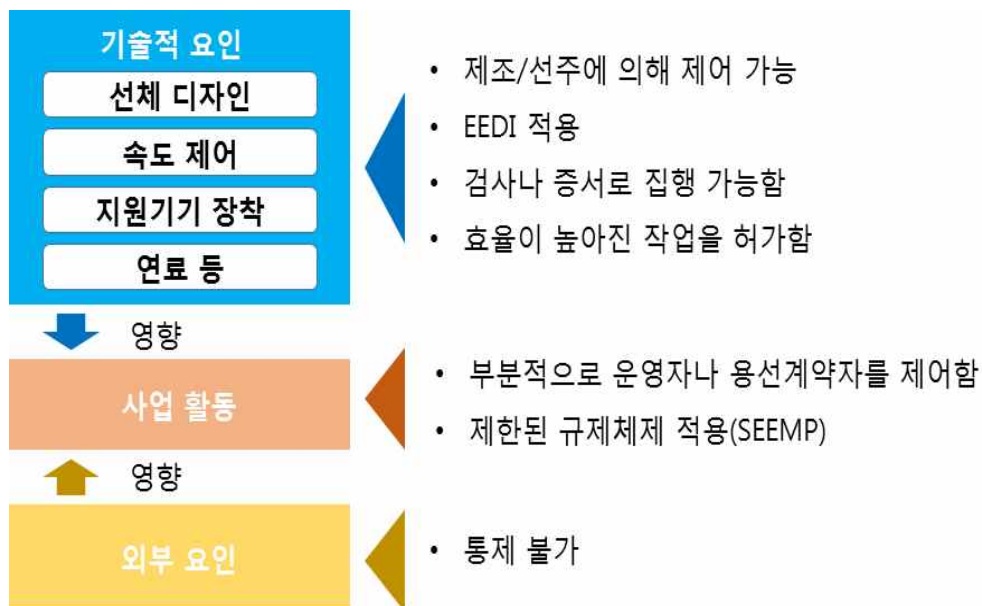 기술적 요인
선체 디자인
속도 제어
지원기기 장착
연료 등
• 제조/선주에 의해 제어 가능
• EEDI 적용
• 검사나 증서로 집행 가능함
• 효율이 높아진 작업을 허가함
영향
사업 활동
• 부분적으로 운영자나 용선계약자를 제어함
• 제한된 규제체제 적용(SEEMP)
영향
외부 요인
• 통제 불가